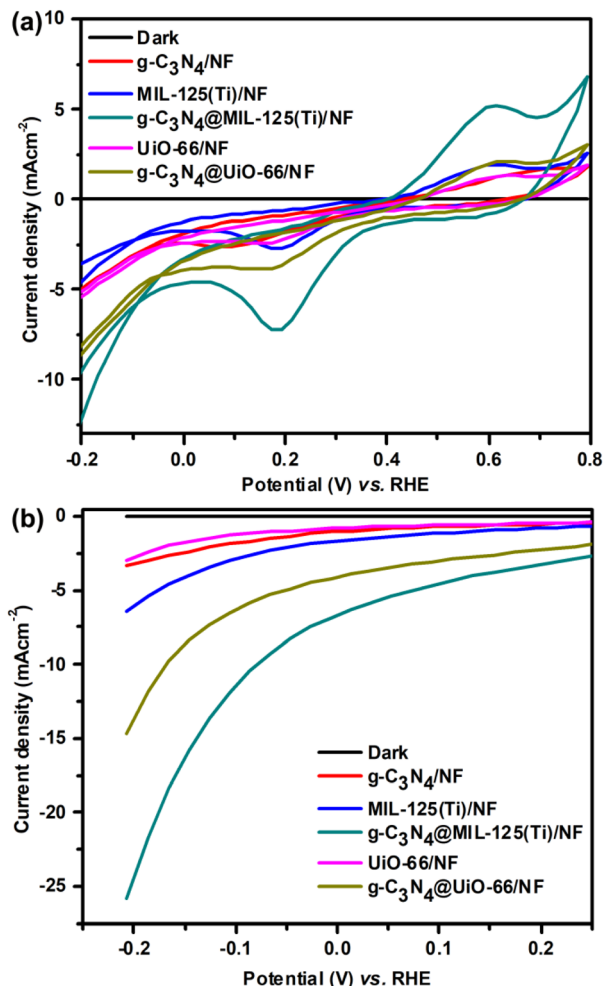 (a)
Dark
g-C3N4/NF
MIL-125(Ti)/NF
g-C3N4@MIL-125(Ti)/NF
UiO-66/NF
g-C3N4@UiO-66/NF
10
5
0
-5
-10
Current density (mAcm-2)
-0.2 0.0 0.2 0.4 0.6 0.8
Potential (V) vs. RHE
(b)
0
-5
-10
-15
-20
-25
Current density (mAcm-2)
Dark
g-C3N4/NF
MIL-125(Ti)/NF
g-C3N4@MIL-125(Ti)/NF
UiO-66/NF
g-C3N4@UiO-66/NF
-0.2 -0.1 0.0 0.1 0.2
Potential (V) vs. RHE